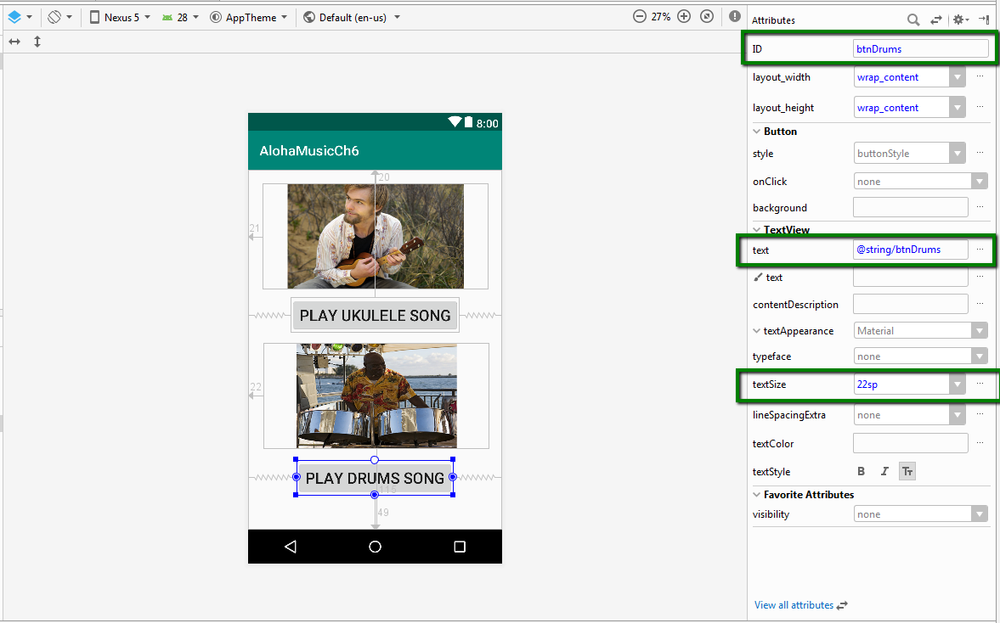 Nexus 5 28 AppTheme Default (en-us) 27%
Attributes
ID btnDrums
layout_width wrap_content ...
layout_height wrap_content ...
Button
style buttonStyle ...
onClick none
background ...
TextView
text @string/btnDrums ...
text ...
contentDescription ...
textAppearance Material
typeface none
textSize 22sp ...
lineSpacingExtra none ...
textColor ...
textStyle B I Tr
Favorite Attributes
visibility none
View all attributes
8:00
AlohaMusicCh6
20
21
PLAY UKULELE SONG
22
PLAY DRUMS SONG
115
49